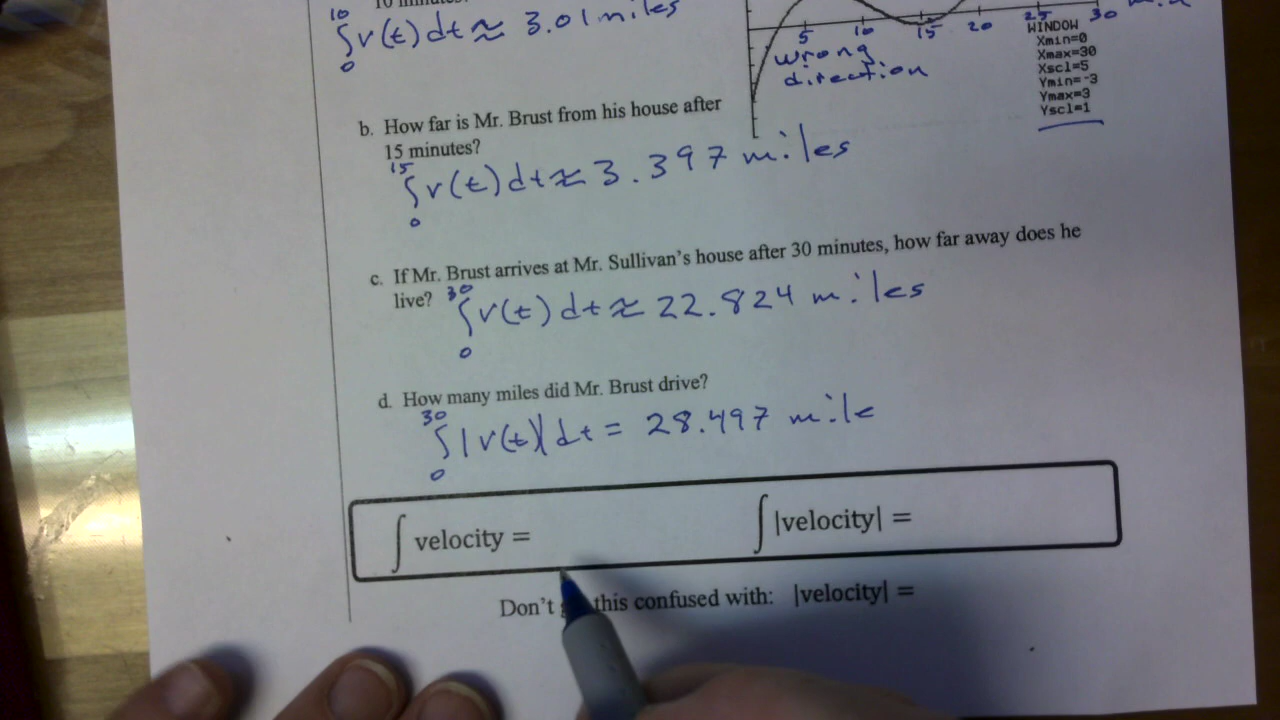 10 minutes.
10
∫v(t)dt ≈ 3.01 miles
0
5 10 15 20 25 30
wrong
direction
WINDOW
Xmin=0
Xmax=30
Xscl=5
Ymin=-3
Ymax=3
Yscl=1
b. How far is Mr. Brust from his house after
15 minutes?
15
∫v(t)dt ≈ 3.397 miles
0
c. If Mr. Brust arrives at Mr. Sullivan's house after 30 minutes, how far away does he
live?
30
∫v(t)dt ≈ 22.824 miles
0
d. How many miles did Mr. Brust drive?
30
∫|v(t)|dt = 28.497 mile
0
∫ velocity = ∫ |velocity| =
Don't this confused with: |velocity| =